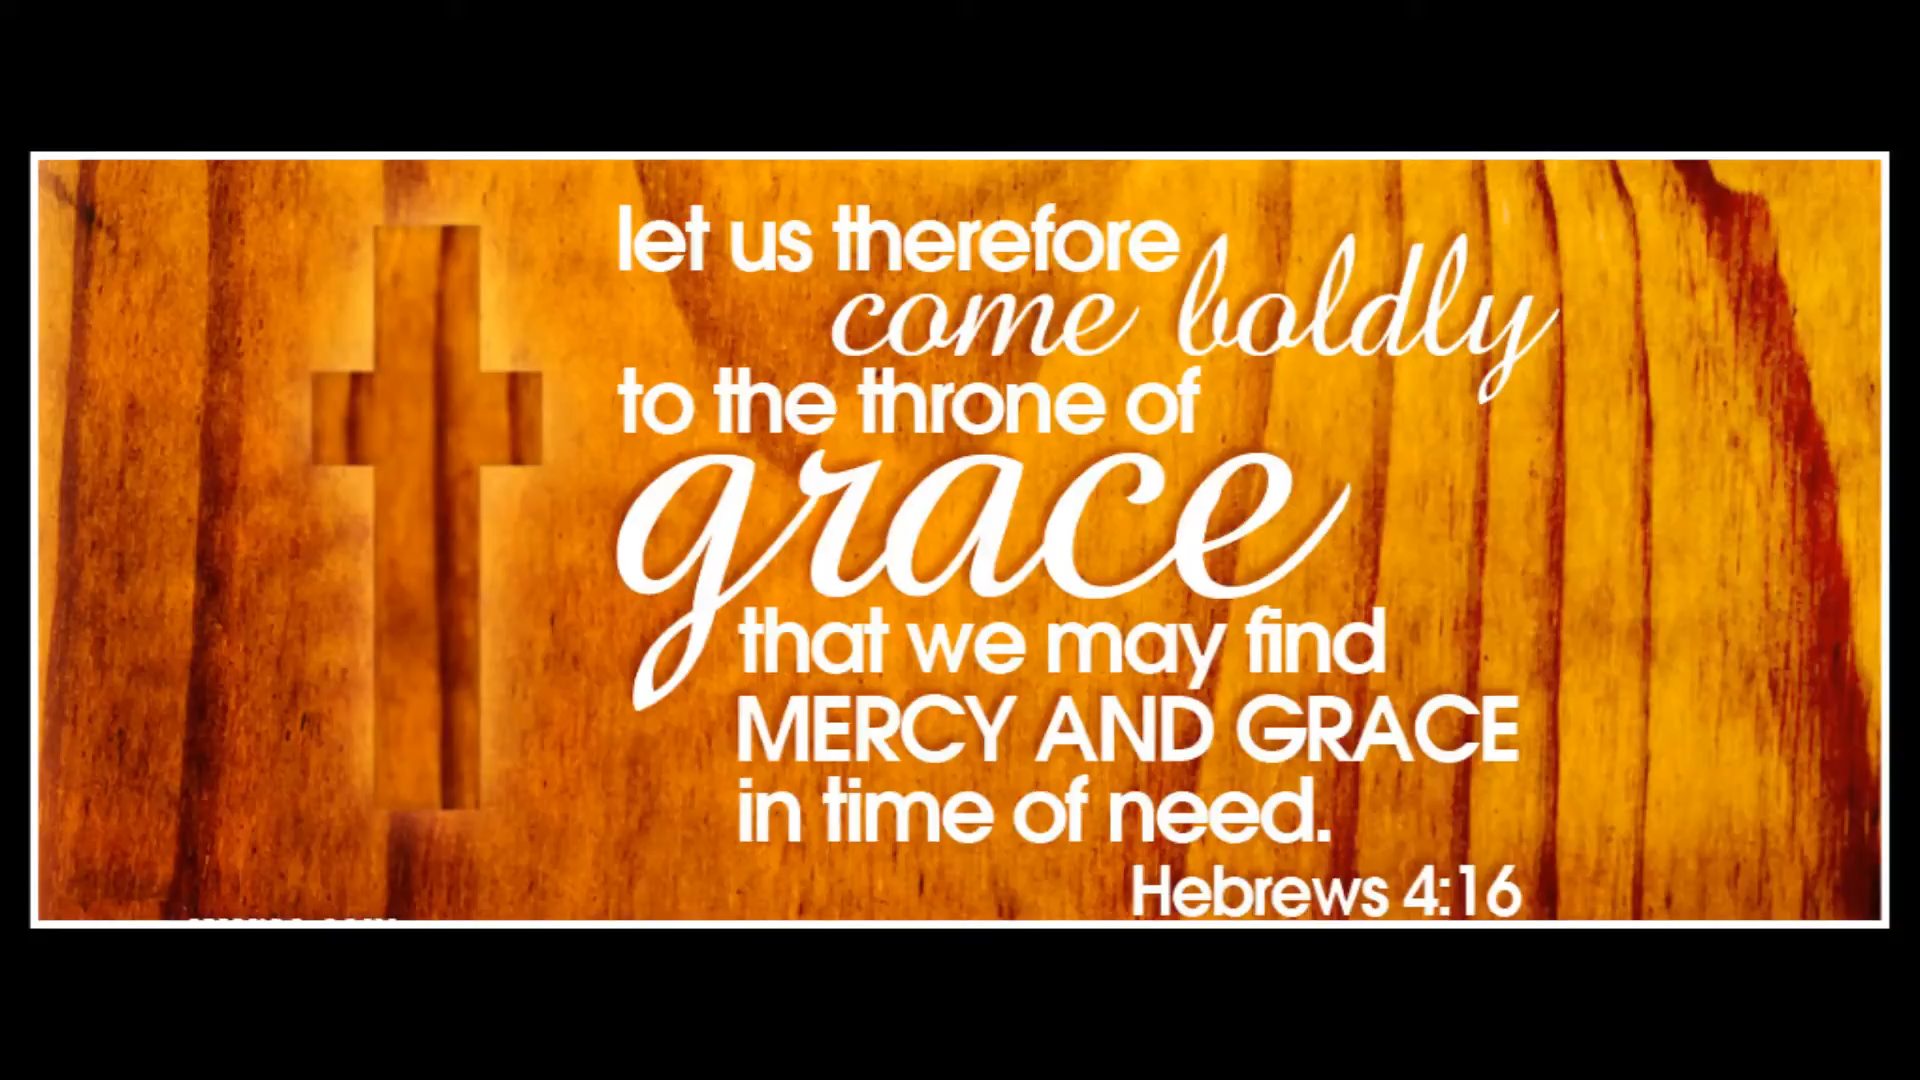 let us therefore
come boldly
to the throne of
grace
that we may find
MERCY AND GRACE
in time of need.
Hebrews 4:16